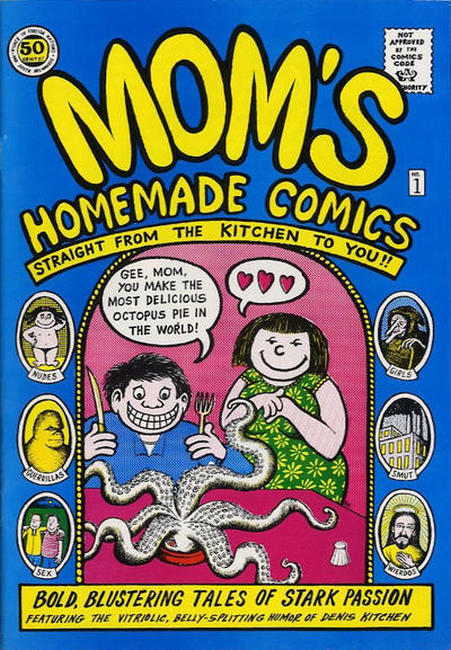 50
CENTS!
NOT
APPROVED
BY THE
COMICS
CODE
AUTHORITY
MOM'S
NO.
1
HOMEMADE COMICS
STRAIGHT FROM THE KITCHEN TO YOU!!
GEE, MOM,
YOU MAKE THE
MOST DELICIOUS
OCTOPUS PIE IN
THE WORLD!
NUDES
GIRLS
GUERRILLAS
SMUT
SEX
WIERDOS
BOLD, BLUSTERING TALES OF STARK PASSION
FEATURING THE VITRIOLIC, BELLY-SPLITTING HUMOR OF DENIS KITCHEN